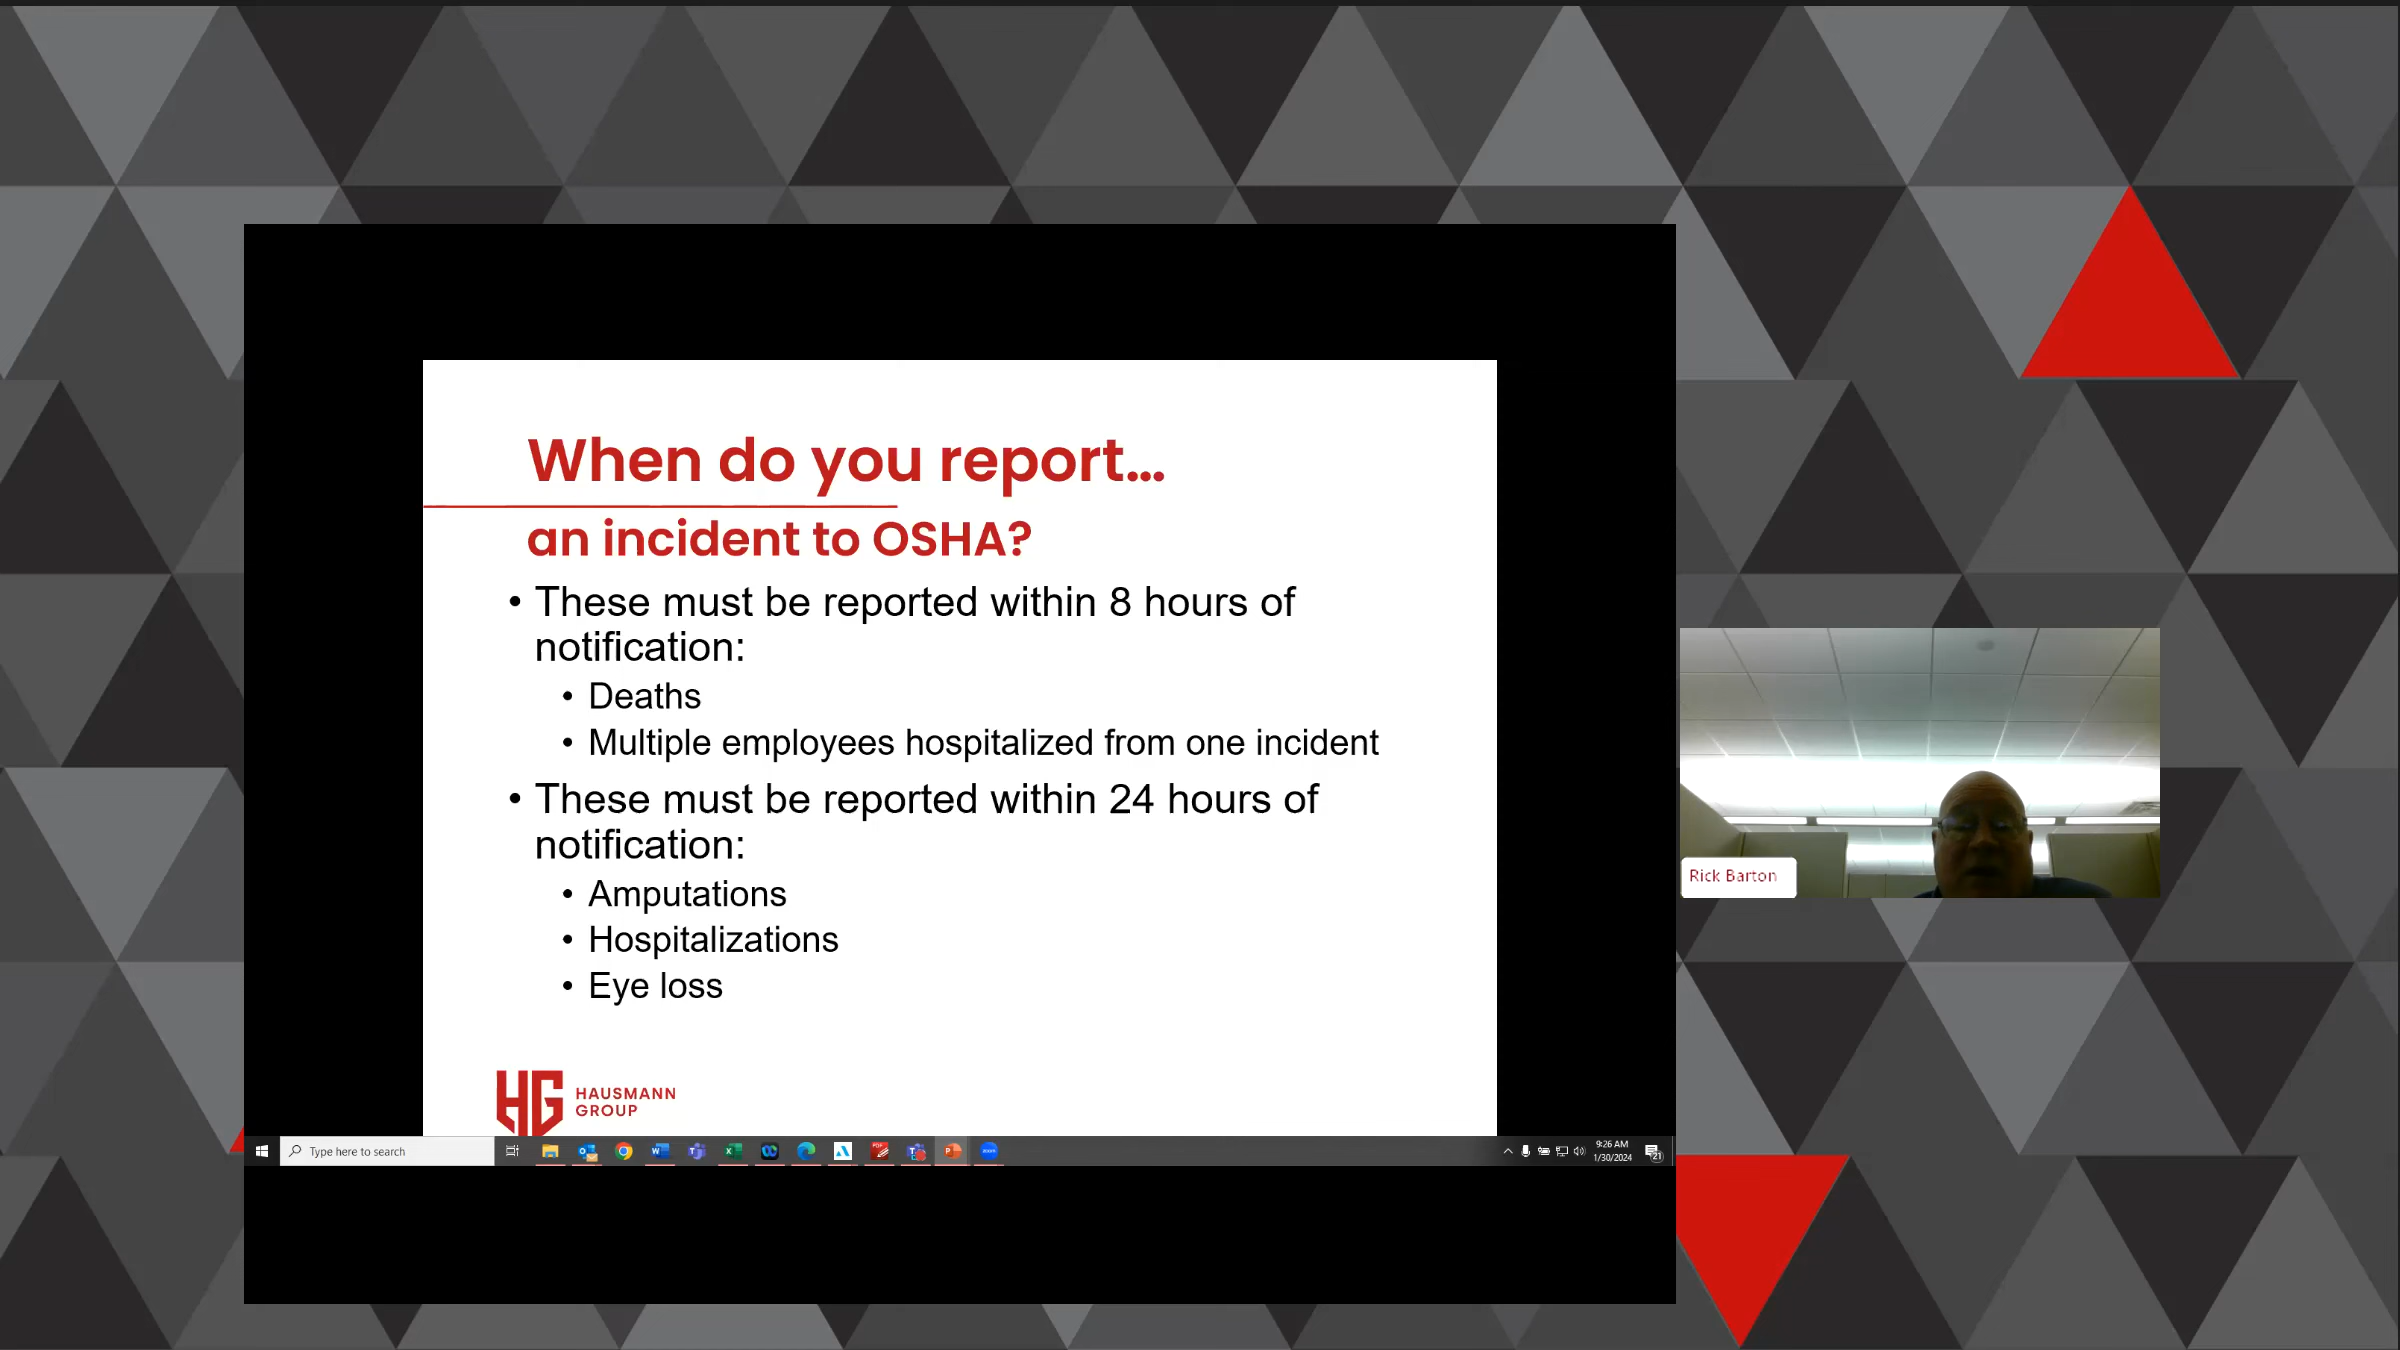 When do you report...
an incident to OSHA?
• These must be reported within 8 hours of
notification:
• Deaths
• Multiple employees hospitalized from one incident
• These must be reported within 24 hours of
notification:
• Amputations
• Hospitalizations
• Eye loss
HG HAUSMANN
GROUP
Rick Barton
Type here to search
9:26 AM
1/30/2024
21